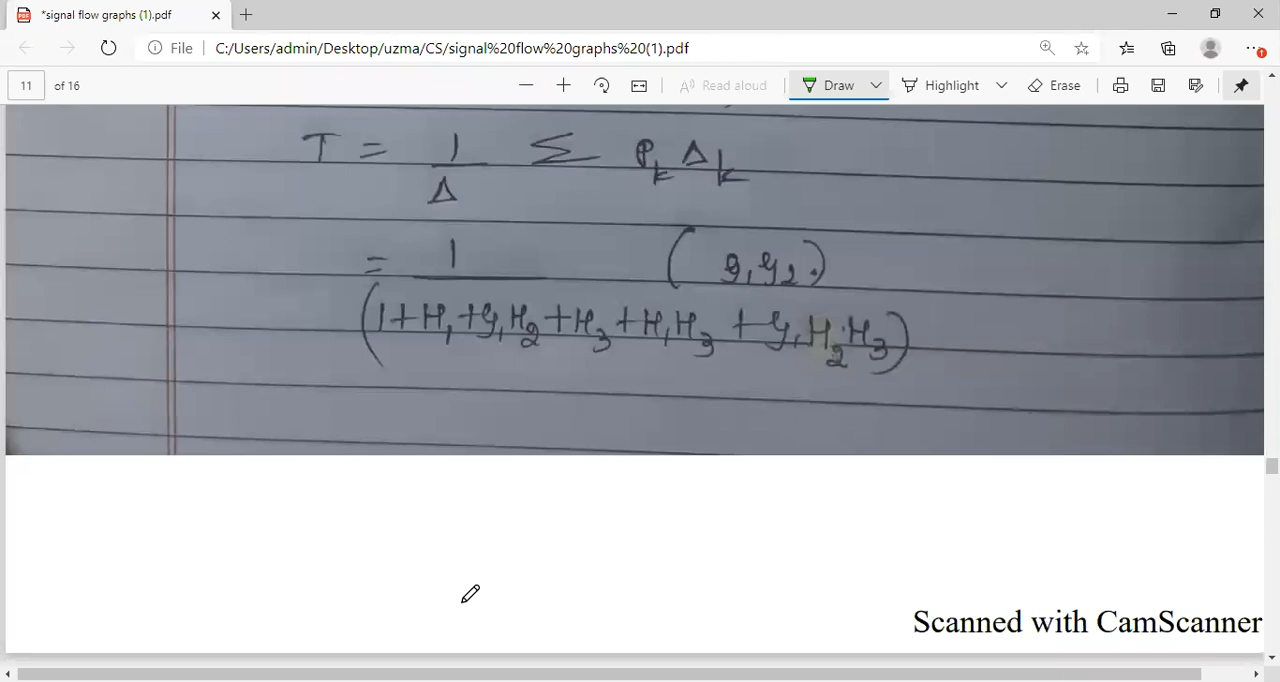 *signal flow graphs (1).pdf
File C:/Users/admin/Desktop/uzma/CS/signal%20flow%20graphs%20(1).pdf
11 of 16 Read aloud Draw Highlight Erase
T = 1/Δ Σ P_k Δ_k
= 1/(1+H₁+G₁H₂+H₃+H₁H₃+G₁H₂·H₃) (G₁G₂.)
Scanned with CamScanner